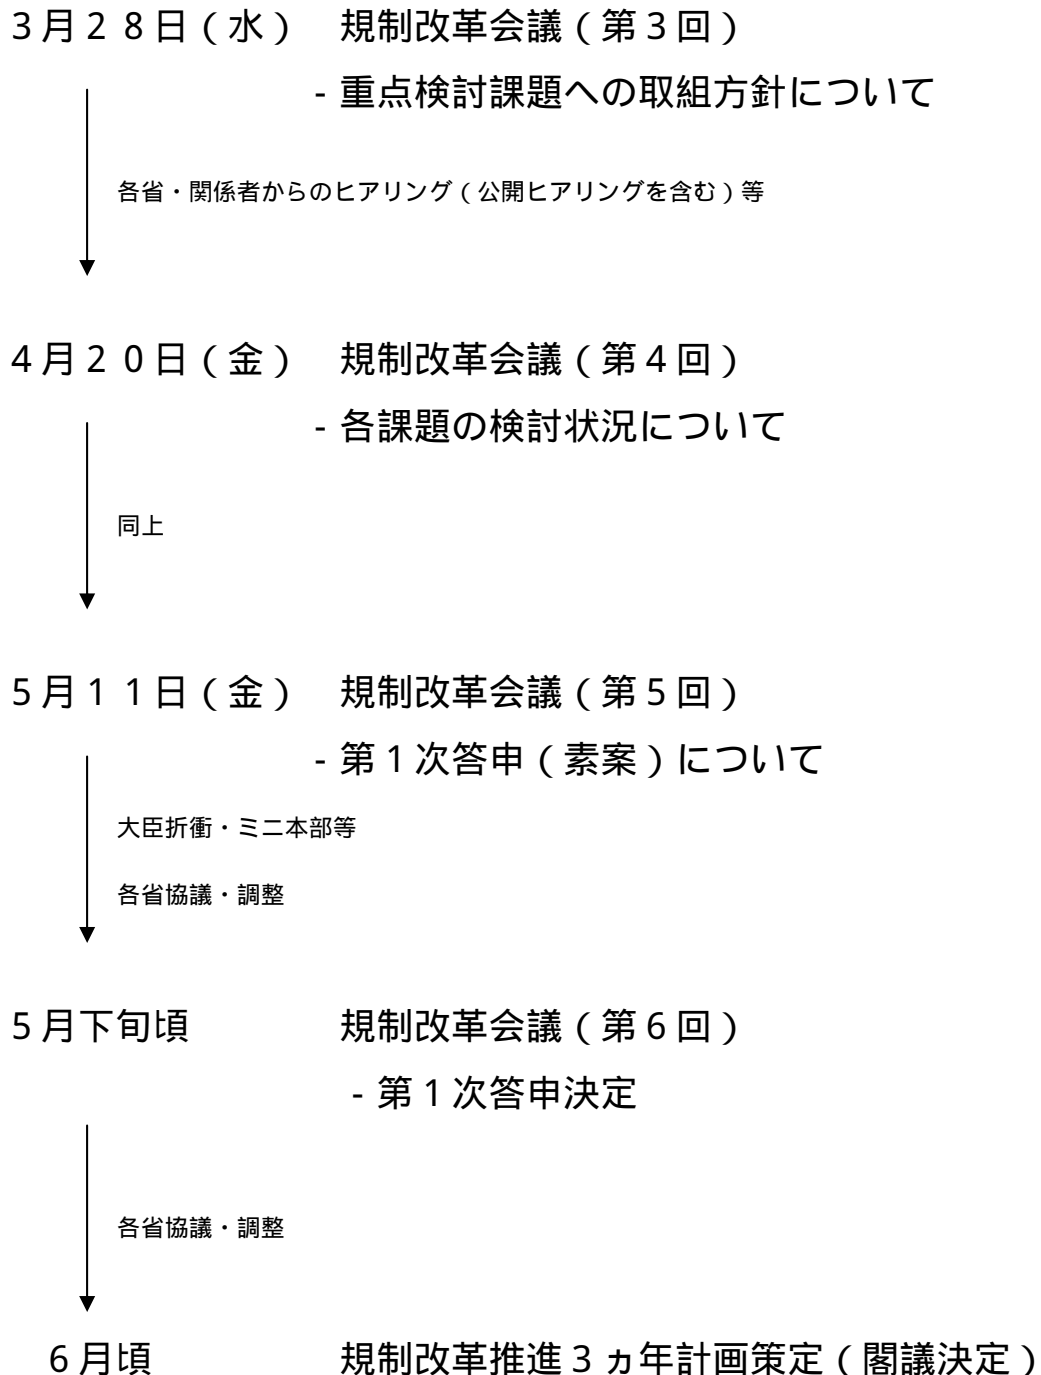 3月28日(水) 規制改革会議(第3回)
- 重点検討課題への取組方針について
各省・関係者からのヒアリング(公開ヒアリングを含む)等
4月20日(金) 規制改革会議(第4回)
- 各課題の検討状況について
同上
5月11日(金) 規制改革会議(第5回)
- 第1次答申(素案)について
大臣折衝・ミニ本部等
各省協議・調整
5月下旬頃 規制改革会議(第6回)
- 第1次答申決定
各省協議・調整
6月頃 規制改革推進3ヵ年計画策定(閣議決定)